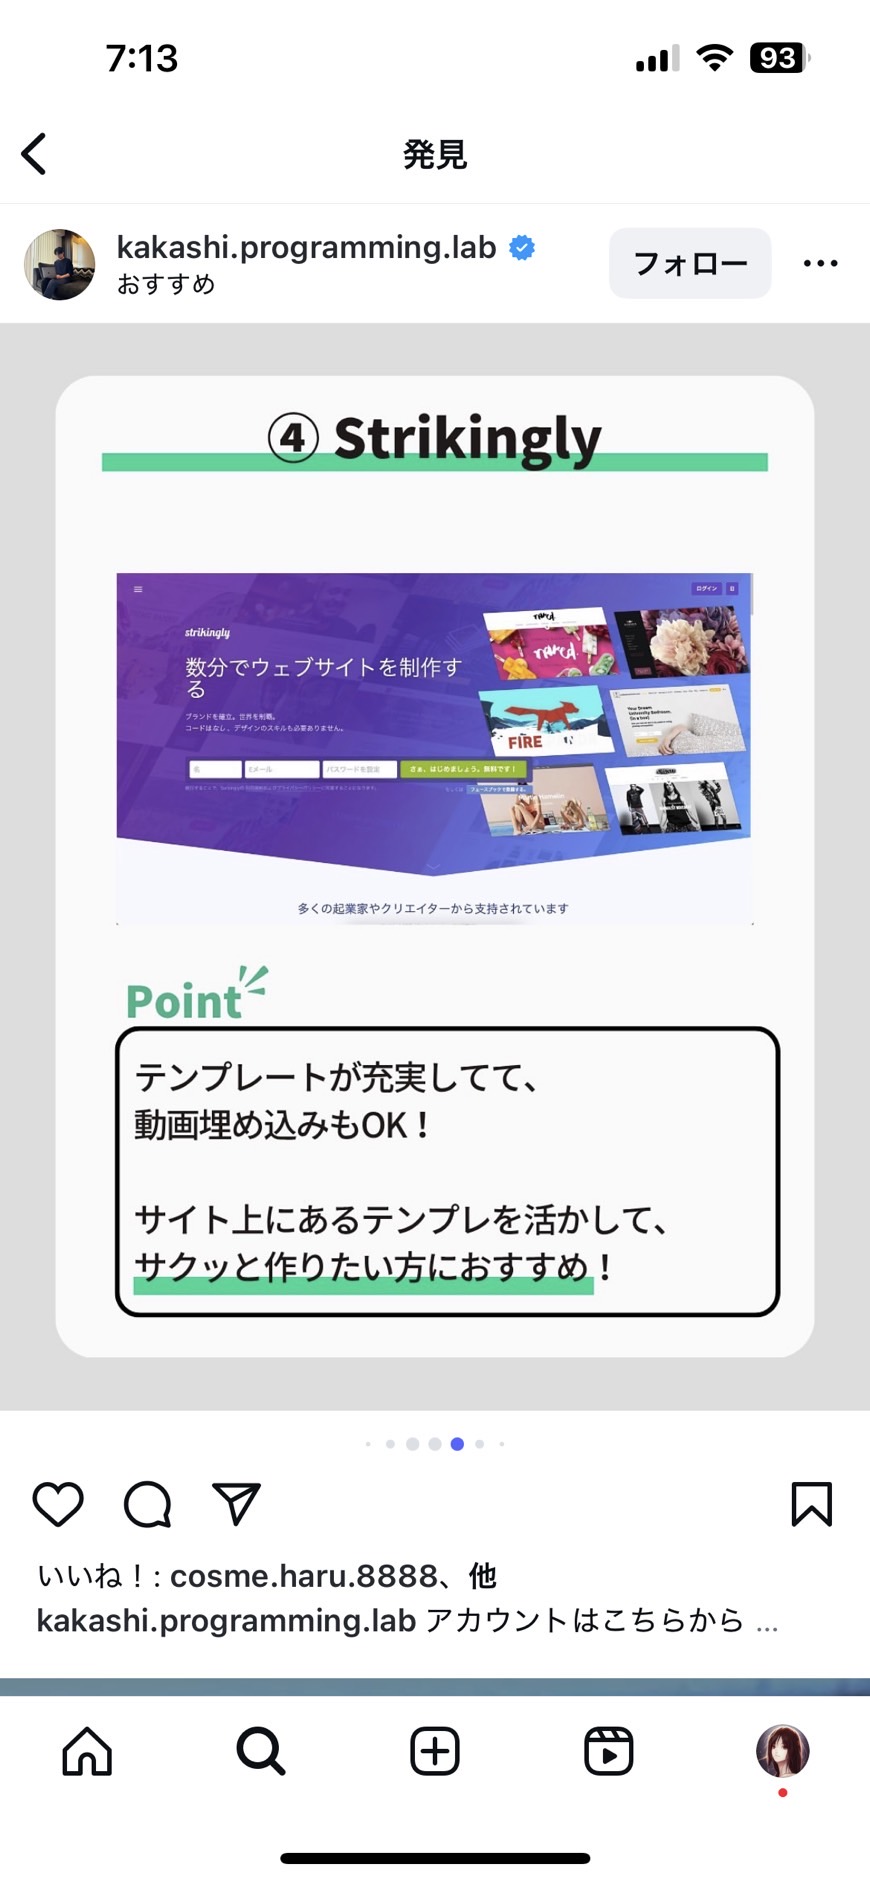 7:13
93
発見
kakashi.programming.lab
おすすめ
フォロー
④ Strikingly
ログイン
strikingly
数分でウェブサイトを制作す
る
ブランドを確立。世界を制覇。
コードはなし、デザインのスキルも必要ありません。
名
Eメール
パスワードを設定
さぁ、はじめましょう。無料です！
もしくは
フェースブックで登録する。
TAKED.
FIRE
多くの起業家やクリエイターから支持されています
Point
テンプレートが充実してて、
動画埋め込みもOK！
サイト上にあるテンプレを活かして、
サクッと作りたい方におすすめ！
いいね！: cosme.haru.8888、他
kakashi.programming.lab アカウントはこちらから ...